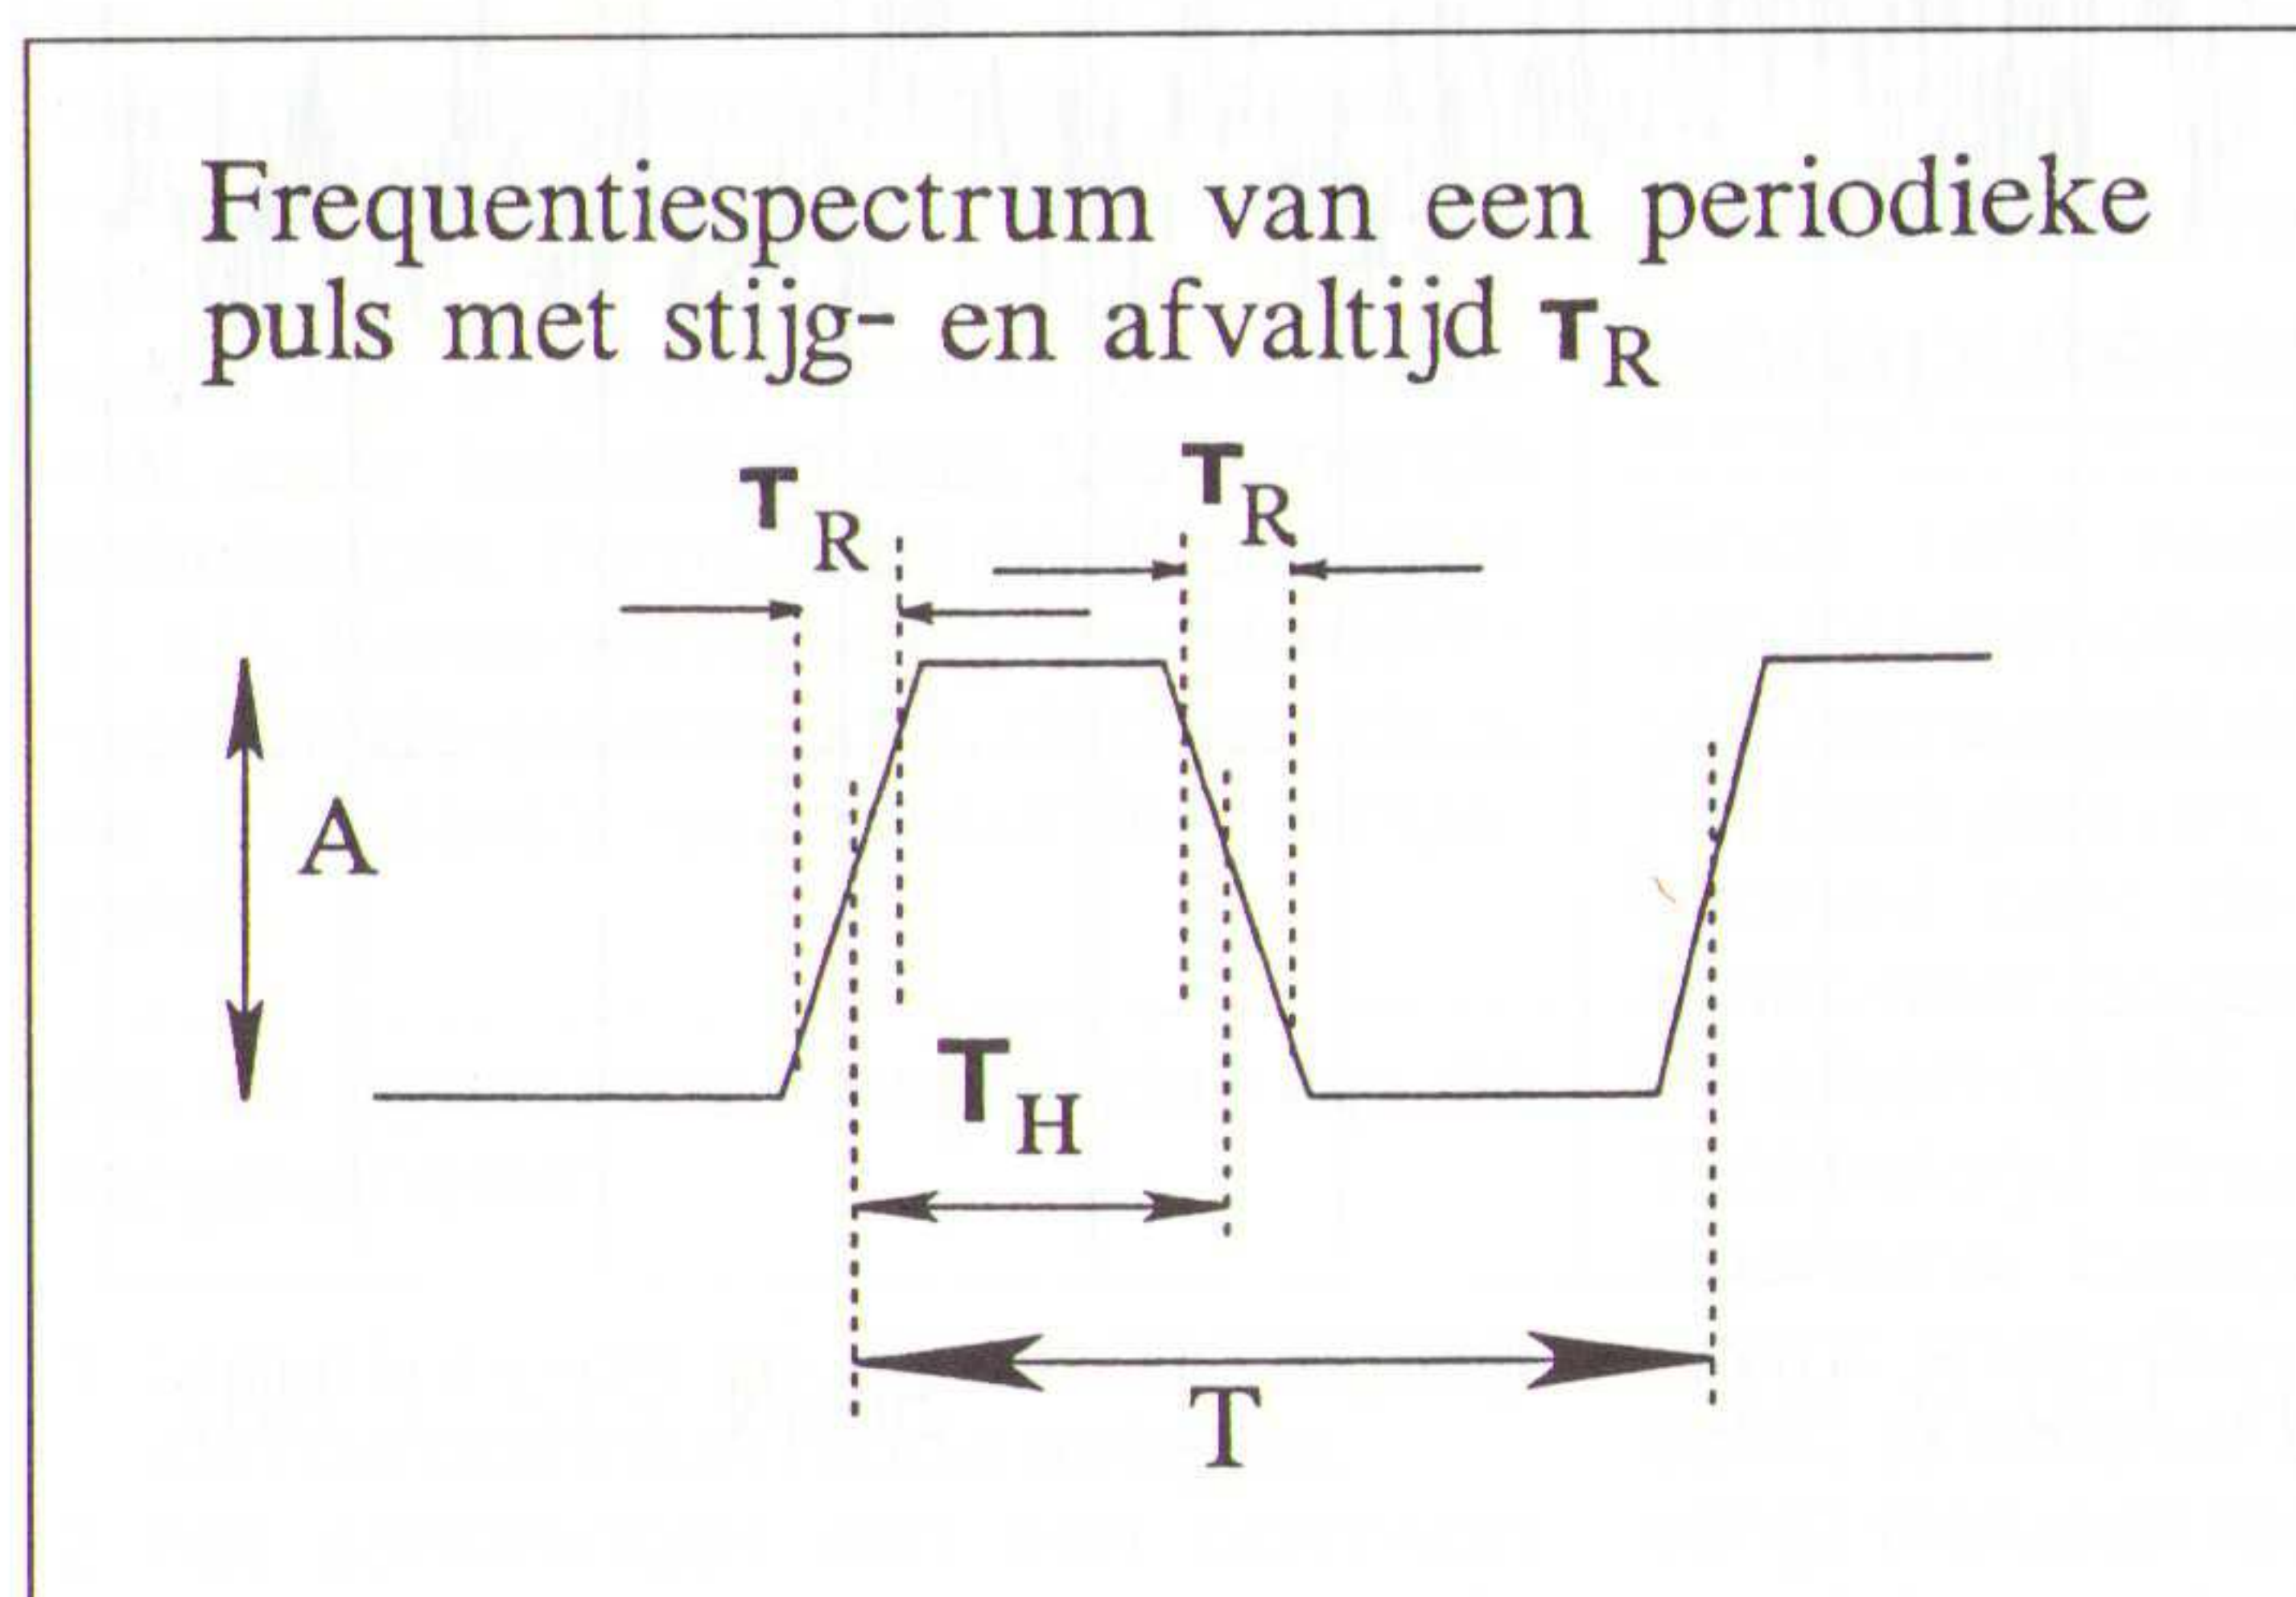 Frequentiespectrum van een periodieke
puls met stijg- en afvaltijd τR
τR
τR
A
τH
T